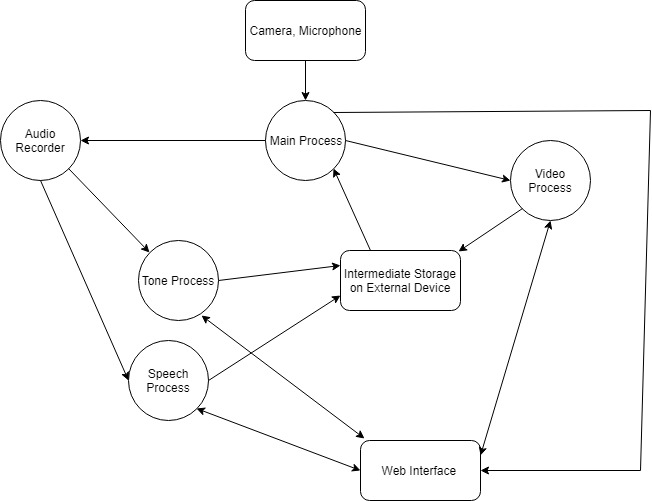 Camera, Microphone
Audio
Recorder
Main Process
Video
Process
Tone Process
Intermediate Storage
on External Device
Speech
Process
Web Interface